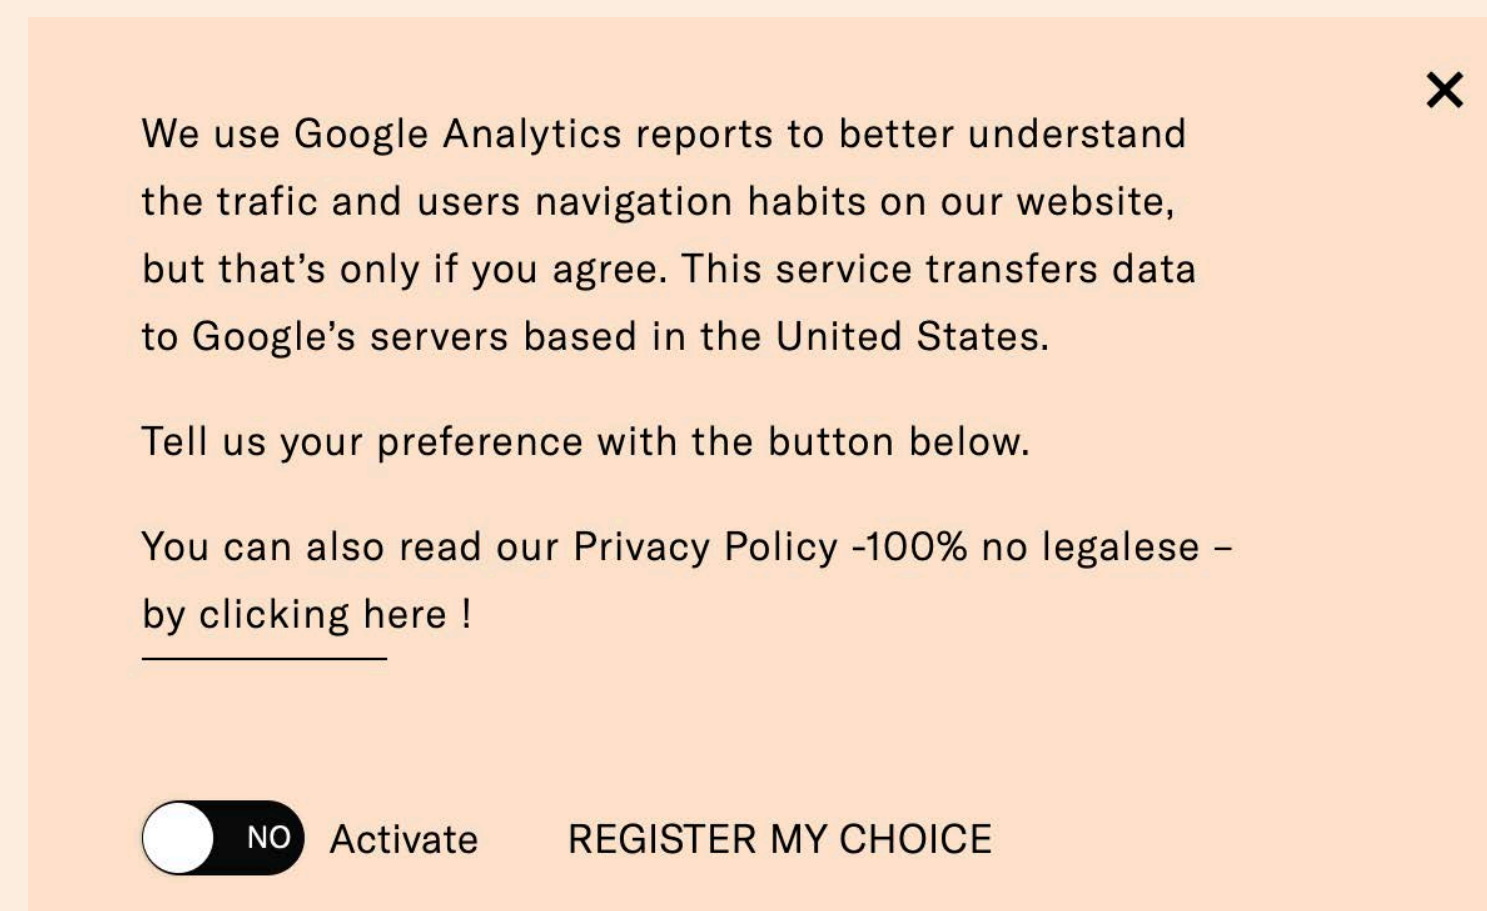 We use Google Analytics reports to better understand
the trafic and users navigation habits on our website,
but that’s only if you agree. This service transfers data
to Google’s servers based in the United States.
Tell us your preference with the button below.
You can also read our Privacy Policy -100% no legalese –
by clicking here !
NO Activate REGISTER MY CHOICE